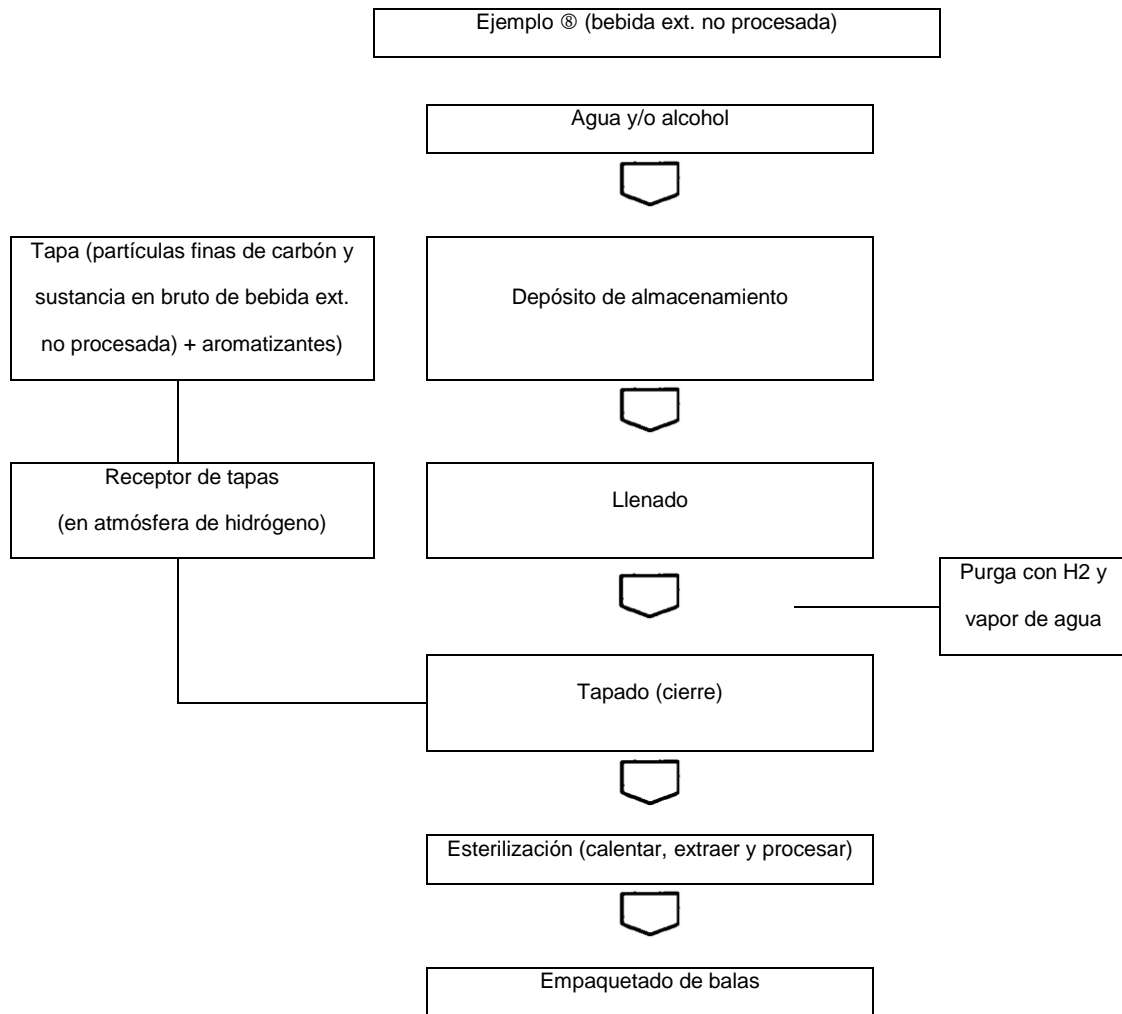 Ejemplo ⑧ (bebida ext. no procesada)
Agua y/o alcohol
Tapa (partículas finas de carbón y
sustancia en bruto de bebida ext.
no procesada) + aromatizantes)
Depósito de almacenamiento
Receptor de tapas
(en atmósfera de hidrógeno)
Llenado
Purga con H2 y
vapor de agua
Tapado (cierre)
Esterilización (calentar, extraer y procesar)
Empaquetado de balas